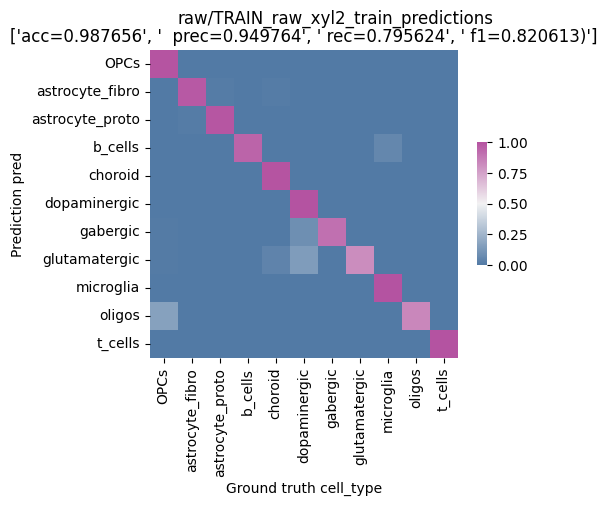 raw/TRAIN_raw_xyl2_train_predictions
['acc=0.987656', '  prec=0.949764', ' rec=0.795624', ' f1=0.820613)']
OPCs
astrocyte_fibro
astrocyte_proto
b_cells
choroid
dopaminergic
gabergic
glutamatergic
microglia
oligos
t_cells
Prediction pred
1.00
0.75
0.50
0.25
0.00
OPCs
astrocyte_fibro
astrocyte_proto
b_cells
choroid
dopaminergic
gabergic
glutamatergic
microglia
oligos
t_cells
Ground truth cell_type